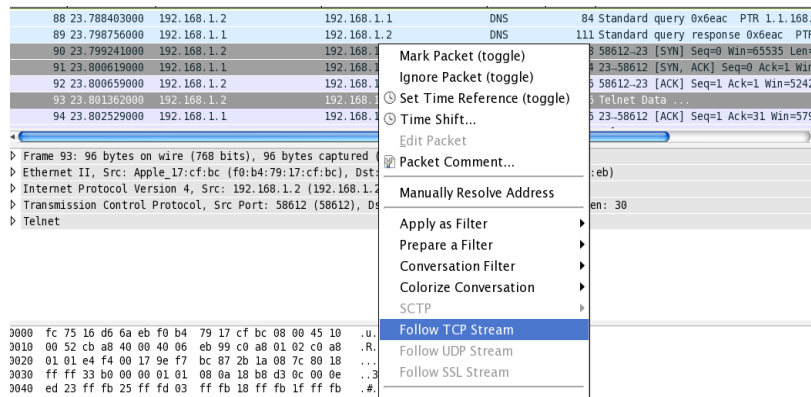 88 23.788403000 192.168.1.2 192.168.1.1 DNS 84 Standard query 0x6eac PTR 1.1.168.
89 23.798756000 192.168.1.1 192.168.1.2 DNS 111 Standard query response 0x6eac PTR
90 23.799241000 192.168.1.2 192.168.1 58612→23 [SYN] Seq=0 Win=65535 Len=
91 23.800619000 192.168.1.1 192.168.1 23→58612 [SYN, ACK] Seq=0 Ack=1 Win
92 23.800659000 192.168.1.2 192.168.1 58612→23 [ACK] Seq=1 Ack=1 Win=5242
93 23.801362000 192.168.1.2 192.168.1 Telnet Data ...
94 23.802529000 192.168.1.1 192.168.1 23→58612 [ACK] Seq=1 Ack=31 Win=579
Mark Packet (toggle)
Ignore Packet (toggle)
Set Time Reference (toggle)
Time Shift...
Edit Packet
Packet Comment...
Manually Resolve Address
Apply as Filter
Prepare a Filter
Conversation Filter
Colorize Conversation
SCTP
Follow TCP Stream
Follow UDP Stream
Follow SSL Stream
Frame 93: 96 bytes on wire (768 bits), 96 bytes captured (
Ethernet II, Src: Apple_17:cf:bc (f0:b4:79:17:cf:bc), Dst: :eb)
Internet Protocol Version 4, Src: 192.168.1.2 (192.168.1.2
Transmission Control Protocol, Src Port: 58612 (58612), Ds en: 30
Telnet
0000 fc 75 16 d6 6a eb f0 b4 79 17 cf bc 08 00 45 10 .u.
0010 00 52 cb a8 40 00 40 06 eb 99 c0 a8 01 02 c0 a8 .R.
0020 01 01 e4 f4 00 17 9e f7 bc 87 2b 1a 08 7c 80 18 ...
0030 ff ff 33 b0 00 00 01 01 08 0a 18 b8 d3 0c 00 0e ..3
0040 ed 23 ff fb 25 ff fd 03 ff fb 18 ff fb 1f ff fb .#.